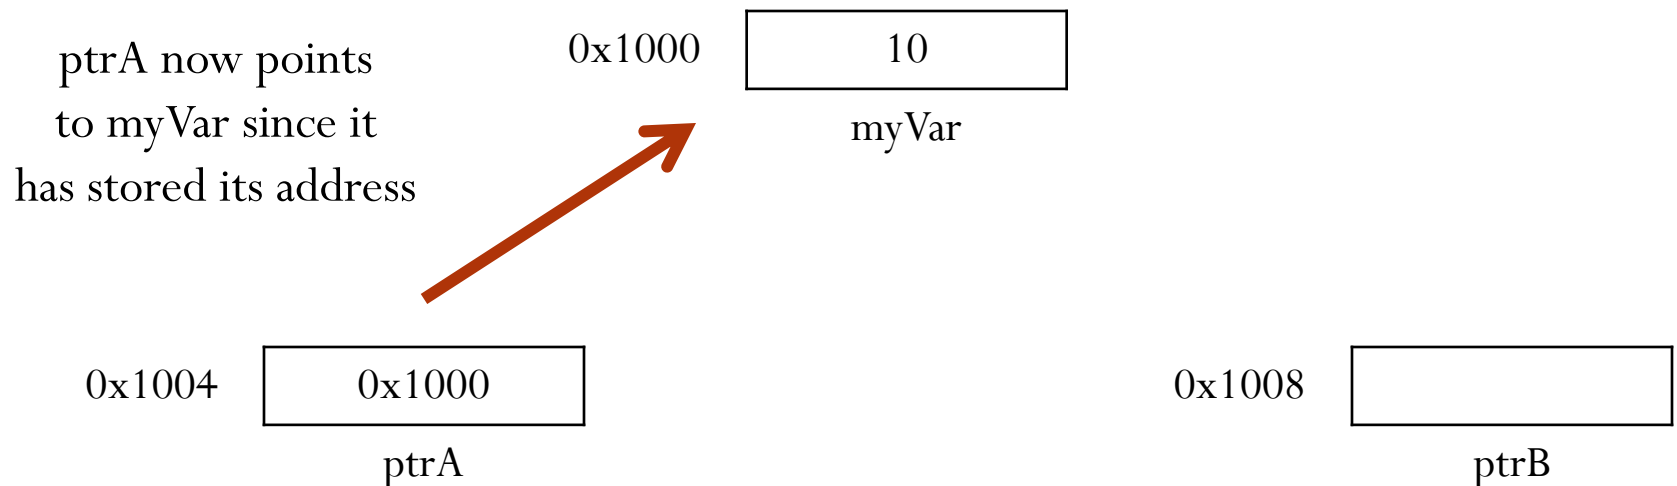 ptrA now points
to myVar since it
has stored its address
0x1000
10
myVar
0x1004
0x1000
ptrA
0x1008
ptrB